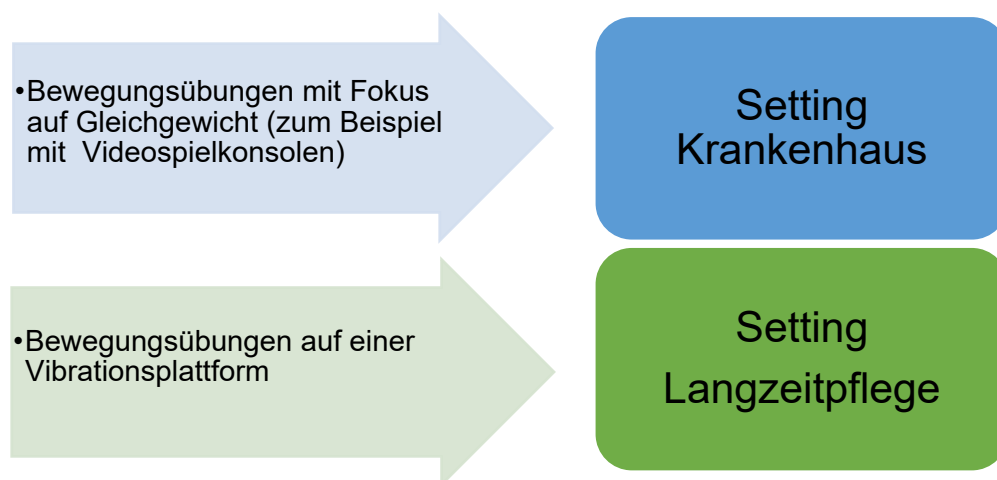 •Bewegungsübungen mit Fokus
auf Gleichgewicht (zum Beispiel
mit Videospielkonsolen)
Setting
Krankenhaus
•Bewegungsübungen auf einer
Vibrationsplattform
Setting
Langzeitpflege